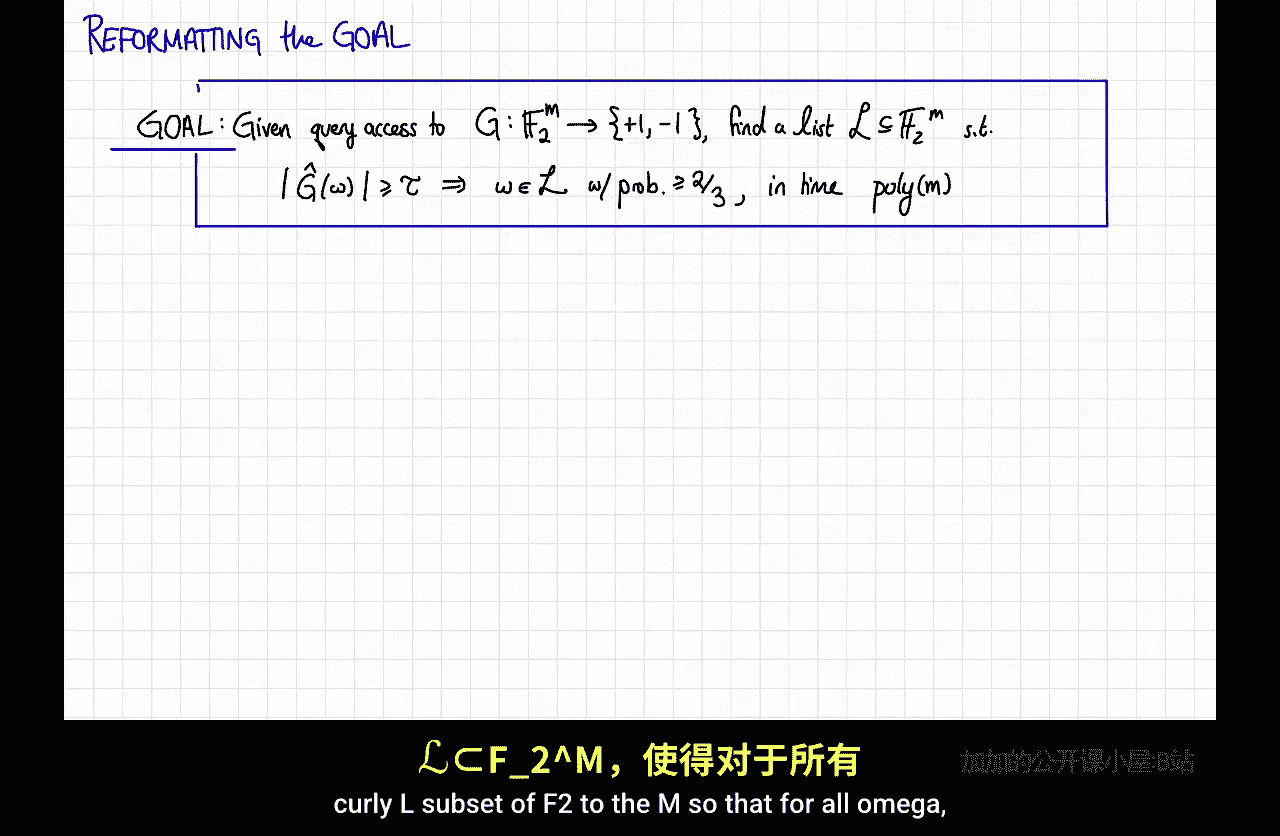 REFORMATTING the GOAL
GOAL: Given query access to G: 𝔽₂ᵐ → {+1, -1}, find a list ℒ ⊆ 𝔽₂ᵐ s.t.
|Ĝ(ω)| ≥ τ ⇒ ω ∈ ℒ w/ prob. ≥ 2/3, in time poly(m)
ℒ⊂F_2^M，使得对于所有
加加的公开课小屋:B站
curly L subset of F2 to the M so that for all omega,